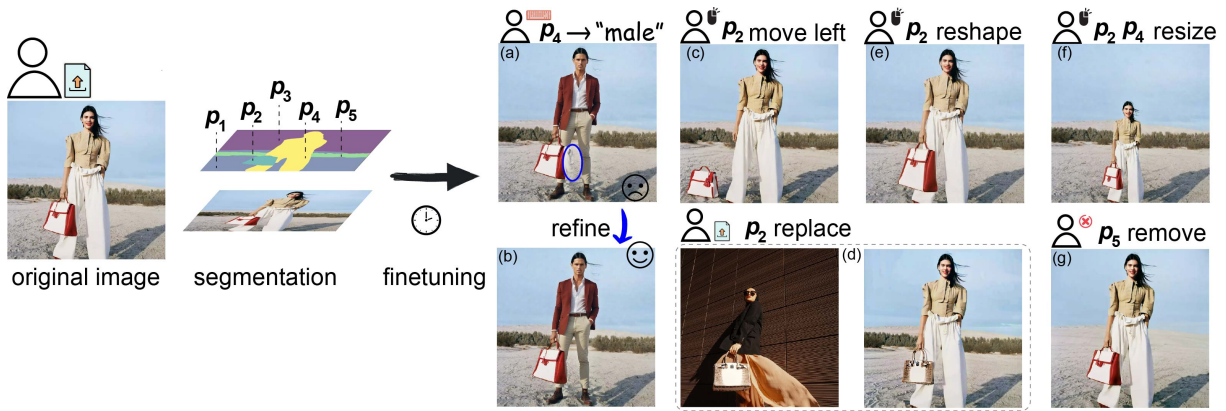 original image
p1
p2
p3
p4
p5
segmentation
finetuning
p4 → "male"
(a)
refine
(b)
p2 move left
(c)
p2 replace
(d)
p2 reshape
(e)
p2 p4 resize
(f)
p5 remove
(g)